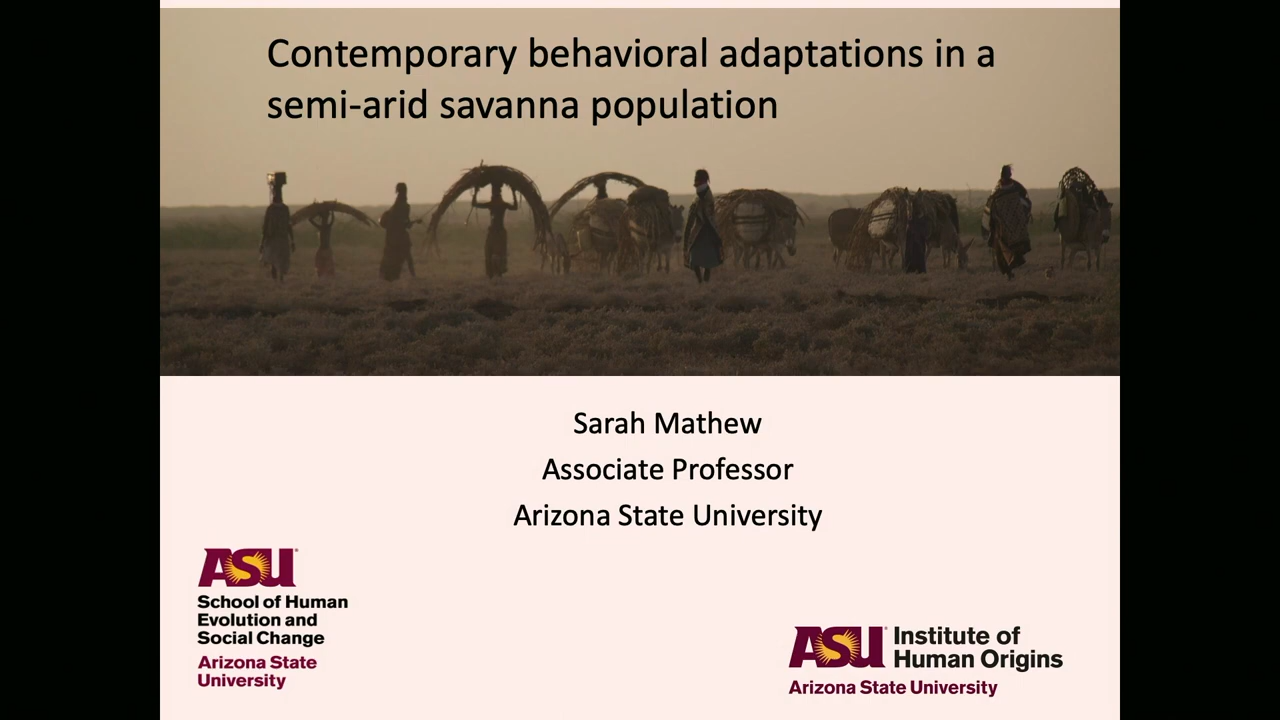 Contemporary behavioral adaptations in a
semi-arid savanna population
Sarah Mathew
Associate Professor
Arizona State University
ASU
School of Human
Evolution and
Social Change
Arizona State
University
ASU
Institute of
Human Origins
Arizona State University